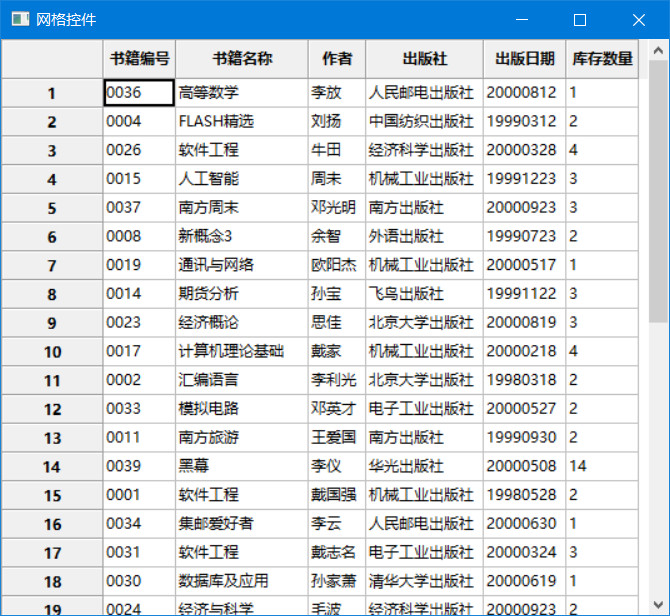 网格控件
书籍编号 书籍名称 作者 出版社 出版日期 库存数量
1 0036 高等数学 李放 人民邮电出版社 20000812 1
2 0004 FLASH精选 刘扬 中国纺织出版社 19990312 2
3 0026 软件工程 牛田 经济科学出版社 20000328 4
4 0015 人工智能 周未 机械工业出版社 19991223 3
5 0037 南方周末 邓光明 南方出版社 20000923 3
6 0008 新概念3 余智 外语出版社 19990723 2
7 0019 通讯与网络 欧阳杰 机械工业出版社 20000517 1
8 0014 期货分析 孙宝 飞鸟出版社 19991122 3
9 0023 经济概论 思佳 北京大学出版社 20000819 3
10 0017 计算机理论基础 戴家 机械工业出版社 20000218 4
11 0002 汇编语言 李利光 北京大学出版社 19980318 2
12 0033 模拟电路 邓英才 电子工业出版社 20000527 2
13 0011 南方旅游 王爱国 南方出版社 19990930 2
14 0039 黑幕 李仪 华光出版社 20000508 14
15 0001 软件工程 戴国强 机械工业出版社 19980528 2
16 0034 集邮爱好者 李云 人民邮电出版社 20000630 1
17 0031 软件工程 戴志名 电子工业出版社 20000324 3
18 0030 数据库及应用 孙家萧 清华大学出版社 20000619 1
19 0024 经济与科学 毛波 经济科学出版社 20000923 2